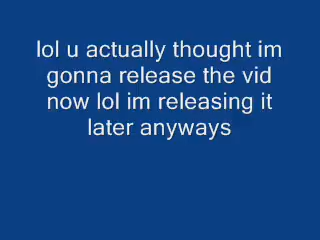 lol u actually thought im
gonna release the vid
now lol im releasing it
later anyways